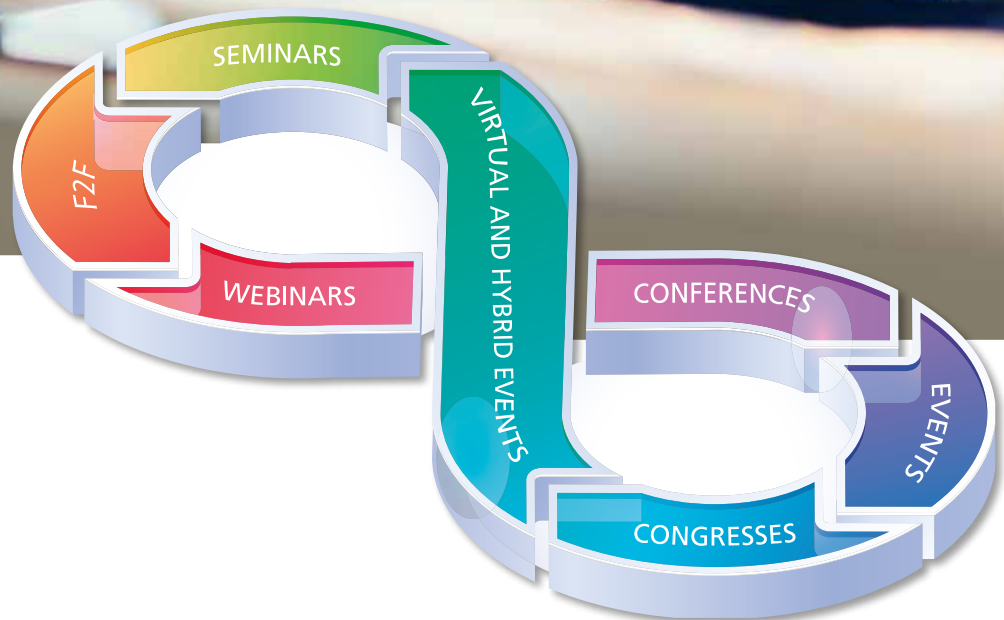 SEMINARS
F2F
WEBINARS
VIRTUAL AND HYBRID EVENTS
CONFERENCES
EVENTS
CONGRESSES